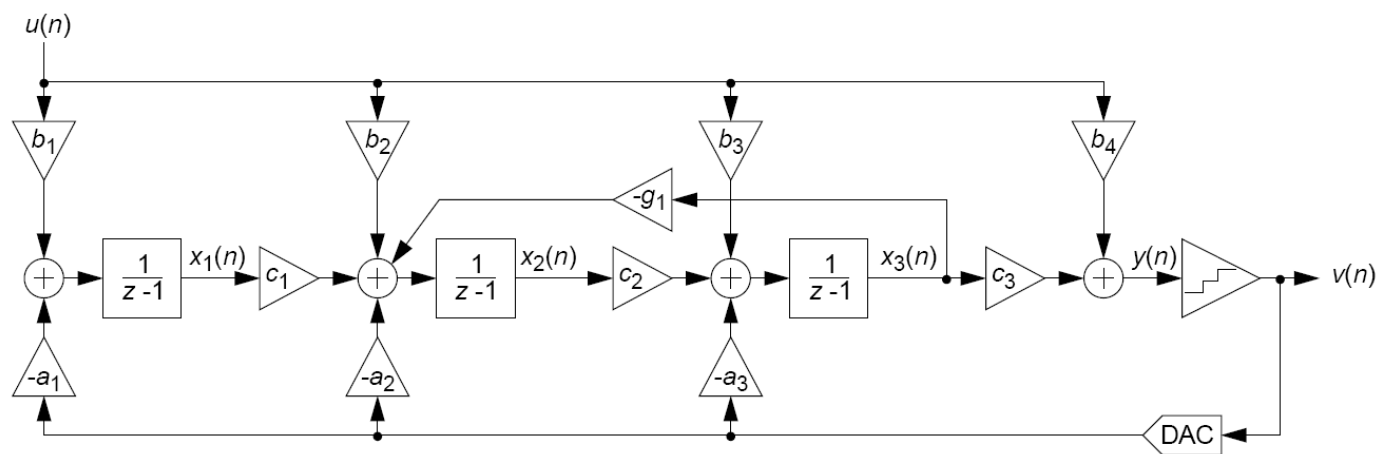 u(n)
b1 b2 b3 b4
-g1
1 x1(n) c1 1 x2(n) c2 1 x3(n) c3 y(n) v(n)
z -1 z -1 z -1
-a1 -a2 -a3
DAC